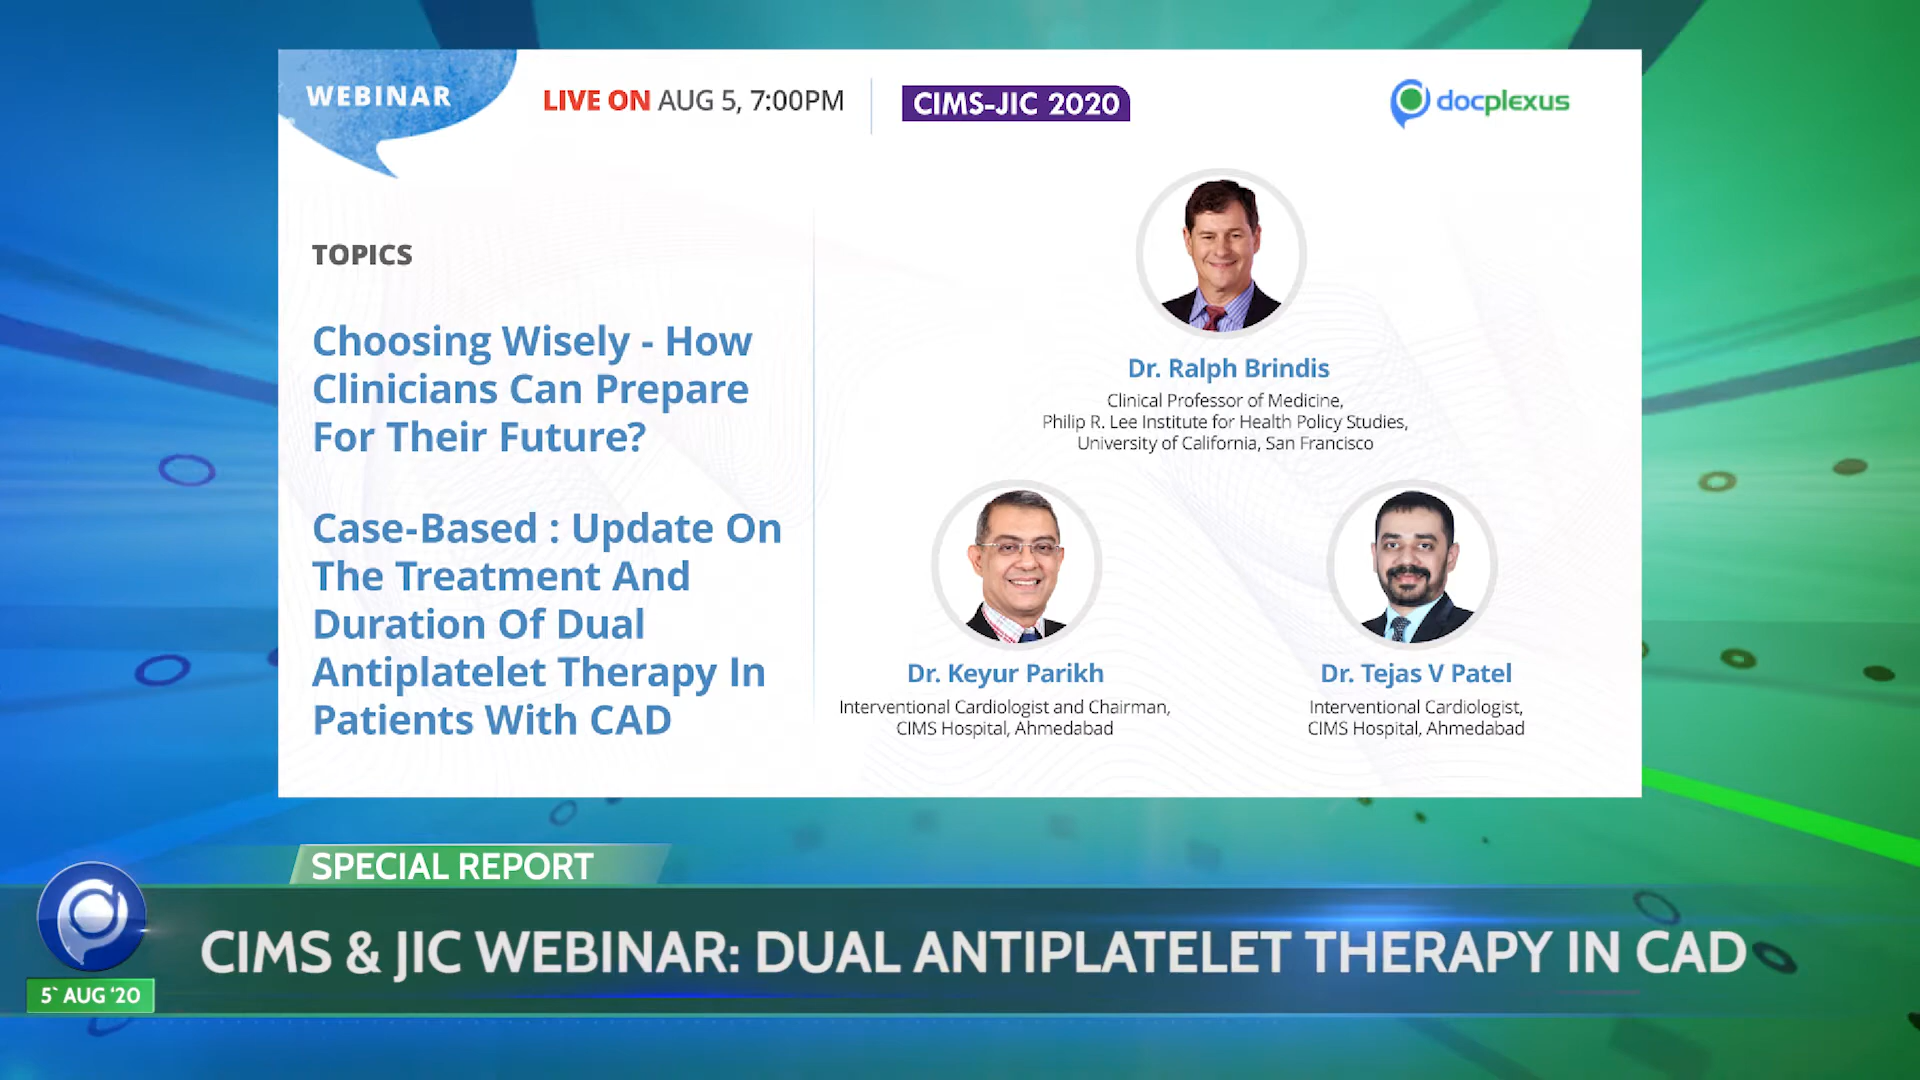 WEBINAR
LIVE ON AUG 5, 7:00PM
CIMS-JIC 2020
docplexus
TOPICS
Choosing Wisely - How
Clinicians Can Prepare
For Their Future?
Case-Based : Update On
The Treatment And
Duration Of Dual
Antiplatelet Therapy In
Patients With CAD
Dr. Ralph Brindis
Clinical Professor of Medicine,
Philip R. Lee Institute for Health Policy Studies,
University of California, San Francisco
Dr. Keyur Parikh
Interventional Cardiologist and Chairman,
CIMS Hospital, Ahmedabad
Dr. Tejas V Patel
Interventional Cardiologist,
CIMS Hospital, Ahmedabad
SPECIAL REPORT
CIMS & JIC WEBINAR: DUAL ANTIPLATELET THERAPY IN CAD
5` AUG ‘20